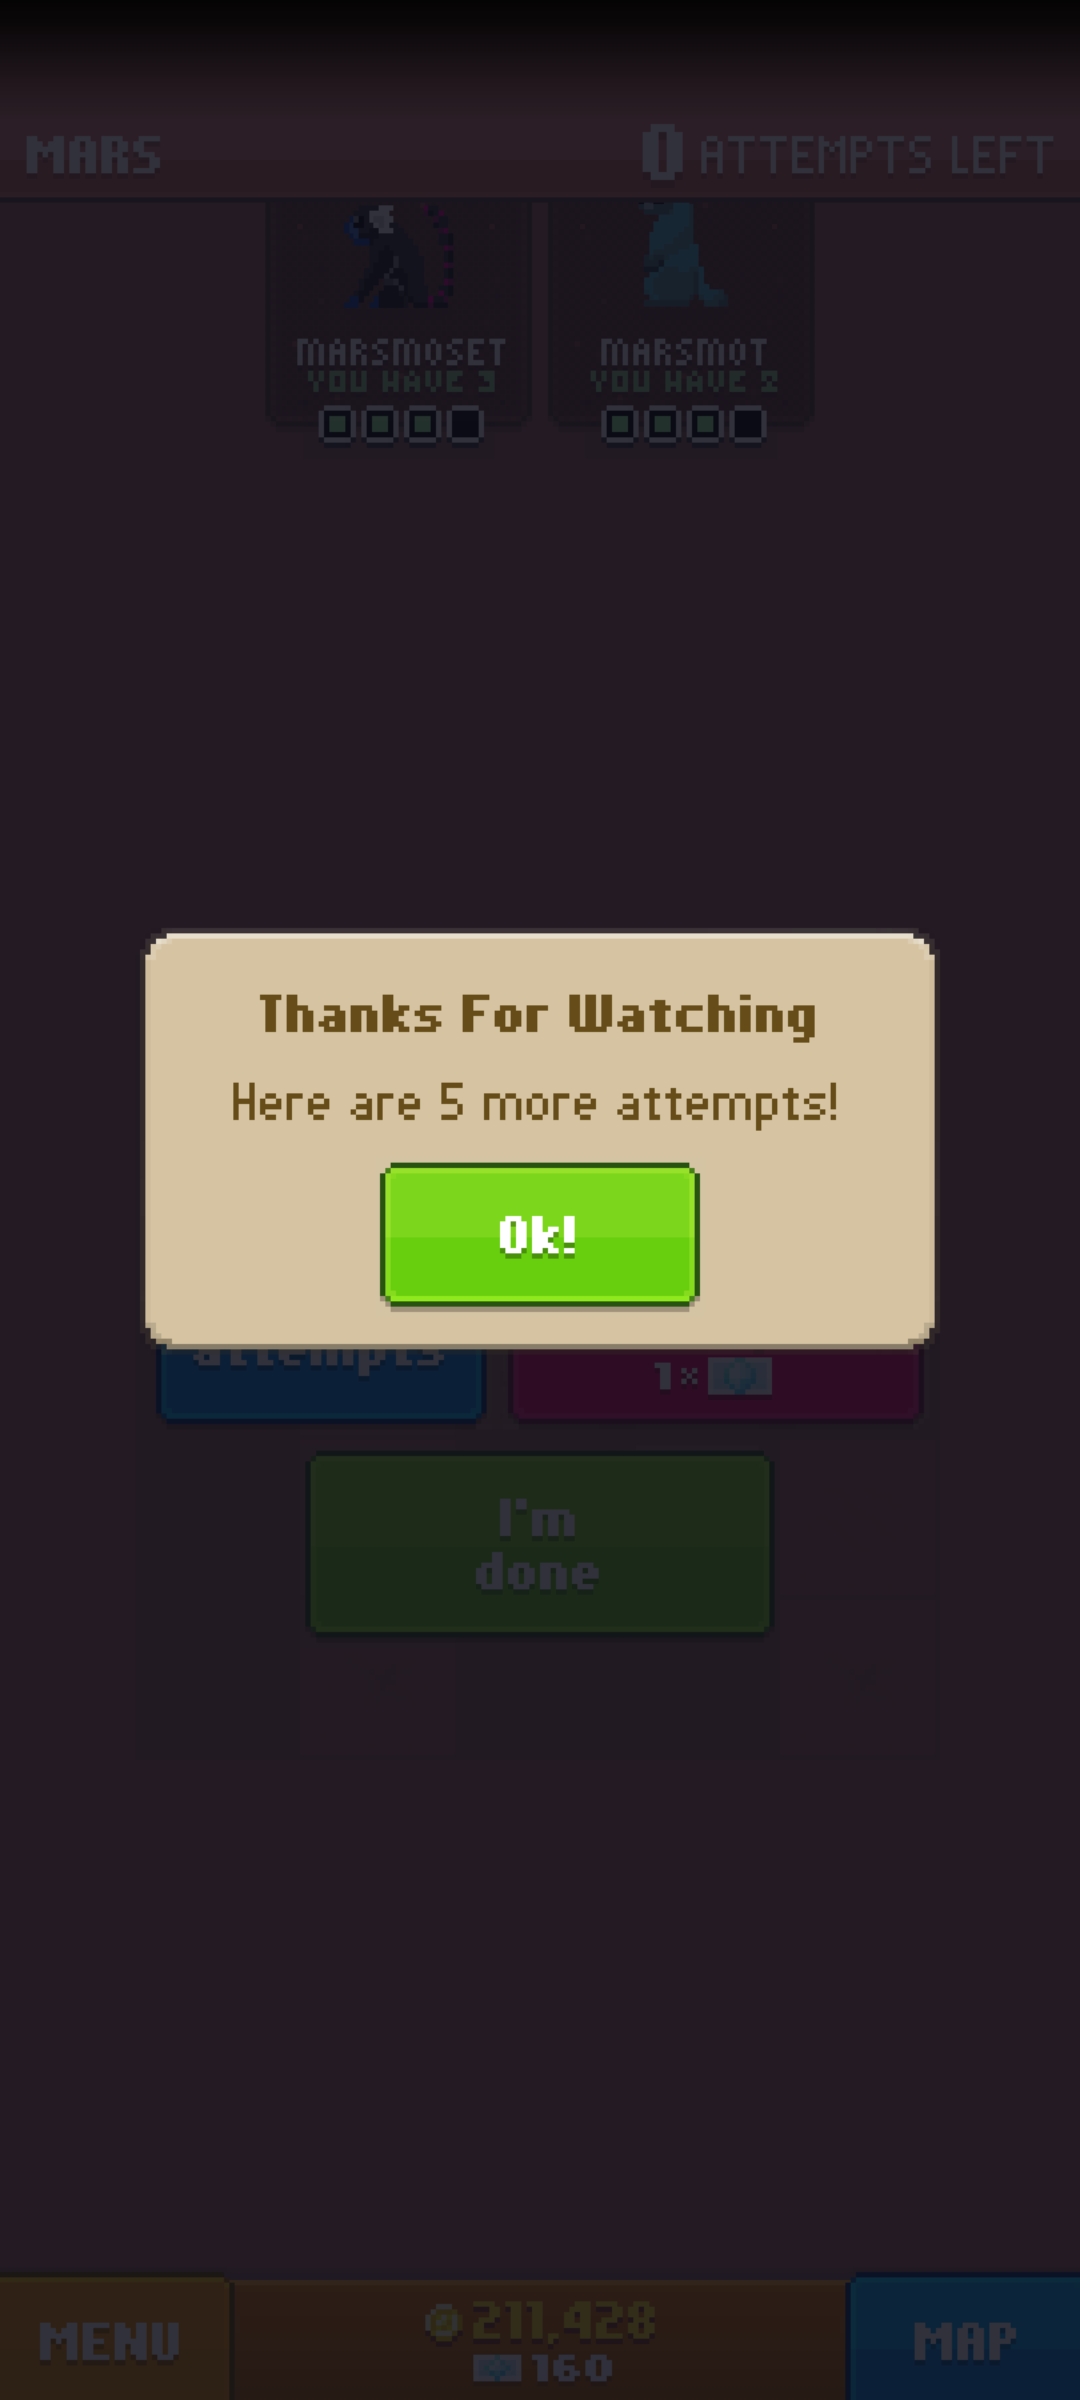 MARS
0 ATTEMPTS LEFT
MARSMOSET
YOU HAVE 3
MARSMOT
YOU HAVE 2
Thanks For Watching
Here are 5 more attempts!
Ok!
attempts
1×
I'm
done
MENU
211,428
160
MAP